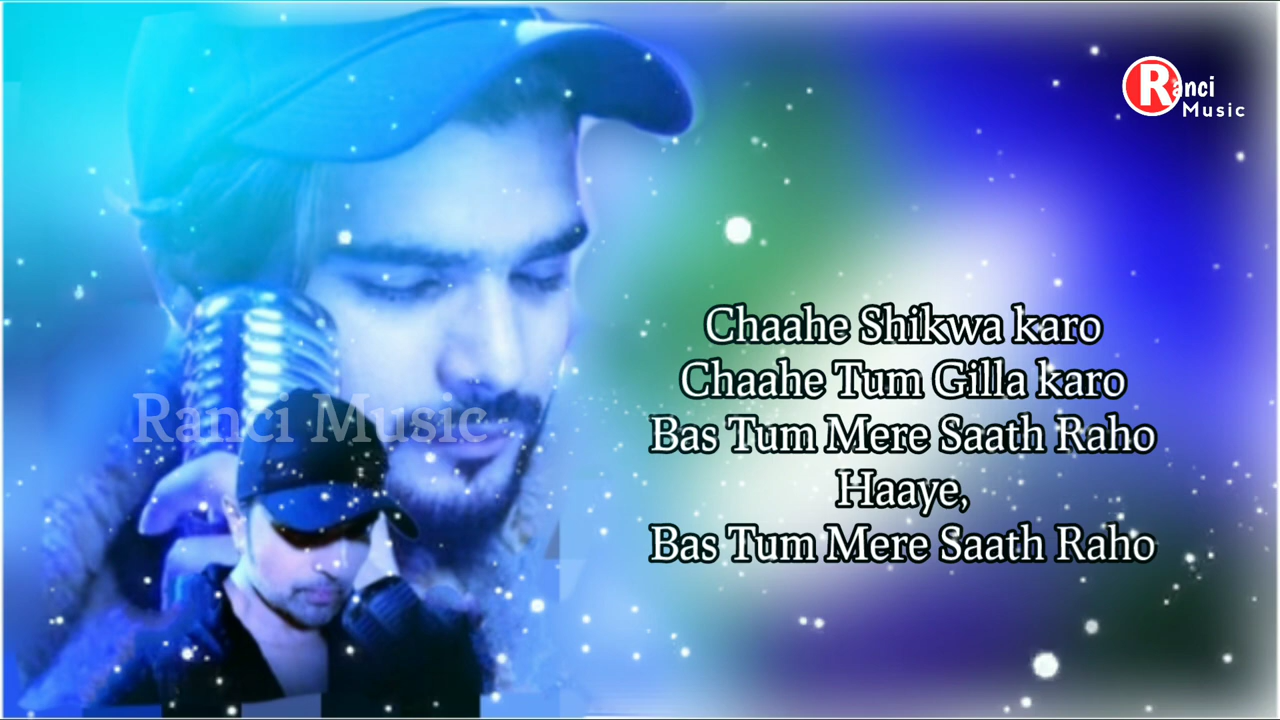 Ranci
Music
Chaahe Shikwa karo
Chaahe Tum Gilla karo
Bas Tum Mere Saath Raho
Ranci Music
Haaye,
Bas Tum Mere Saath Raho